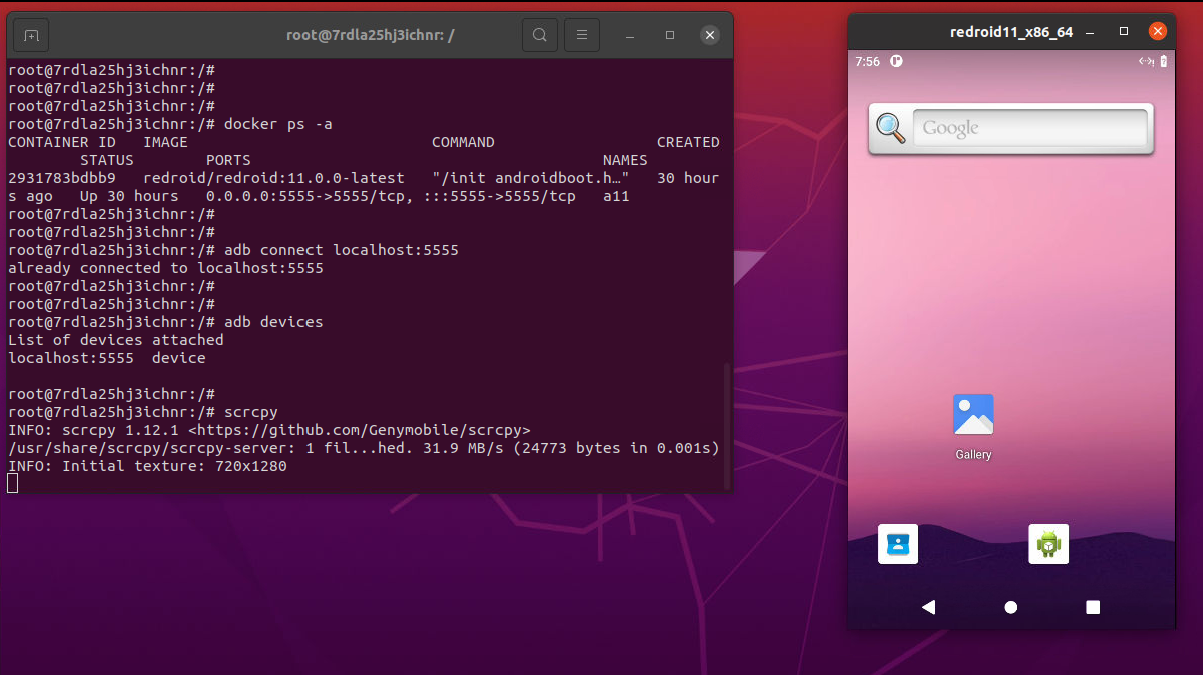 root@7rdla25hj3ichnr: /
root@7rdla25hj3ichnr:/#
root@7rdla25hj3ichnr:/#
root@7rdla25hj3ichnr:/#
root@7rdla25hj3ichnr:/# docker ps -a
CONTAINER ID   IMAGE                           COMMAND                  CREATED
        STATUS        PORTS                                       NAMES
2931783bdbb9   redroid/redroid:11.0.0-latest   "/init androidboot.h…"   30 hour
s ago   Up 30 hours   0.0.0.0:5555->5555/tcp, :::5555->5555/tcp   a11
root@7rdla25hj3ichnr:/#
root@7rdla25hj3ichnr:/#
root@7rdla25hj3ichnr:/# adb connect localhost:5555
already connected to localhost:5555
root@7rdla25hj3ichnr:/#
root@7rdla25hj3ichnr:/#
root@7rdla25hj3ichnr:/# adb devices
List of devices attached
localhost:5555  device
root@7rdla25hj3ichnr:/#
root@7rdla25hj3ichnr:/# scrcpy
INFO: scrcpy 1.12.1 <https://github.com/Genymobile/scrcpy>
/usr/share/scrcpy/scrcpy-server: 1 fil...hed. 31.9 MB/s (24773 bytes in 0.001s)
INFO: Initial texture: 720x1280
redroid11_x86_64
7:56
Google
Gallery